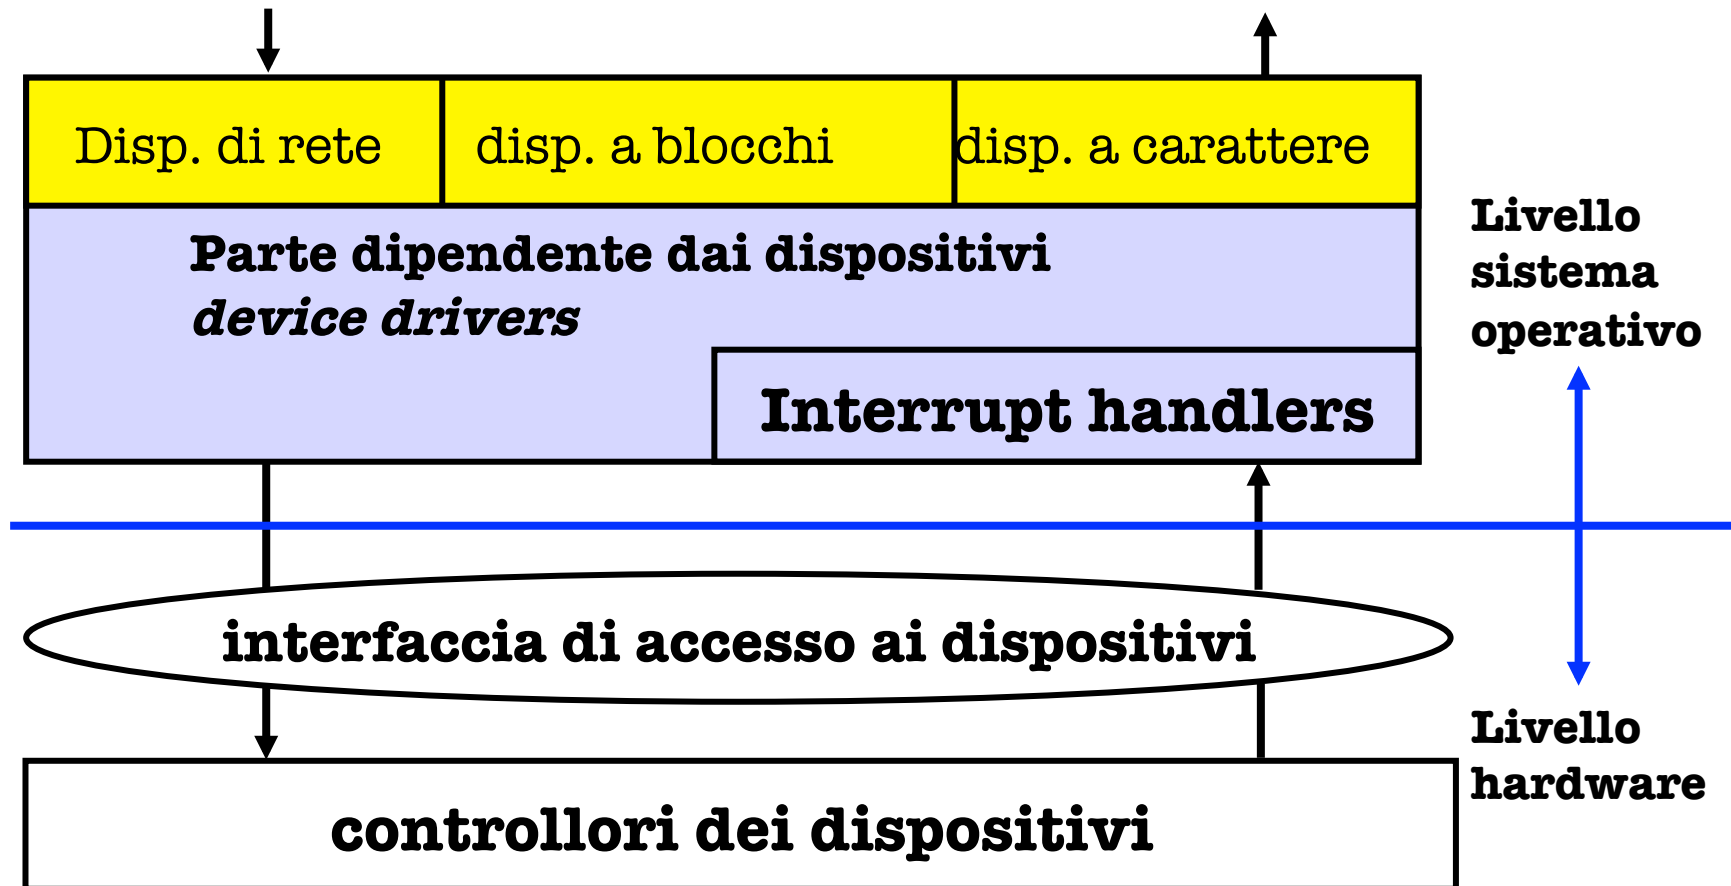 Disp. di rete
disp. a blocchi
disp. a carattere
Parte dipendente dai dispositivi
device drivers
Interrupt handlers
Livello
sistema
operativo
interfaccia di accesso ai dispositivi
Livello
hardware
controllori dei dispositivi